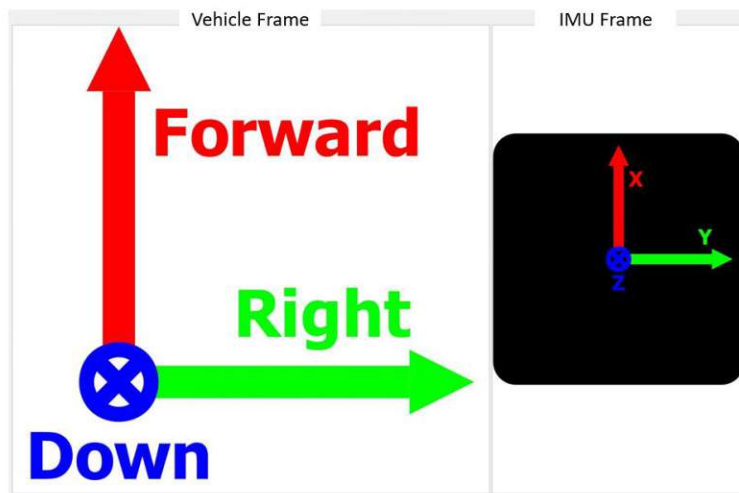 Vehicle Frame
IMU Frame
Forward
X
Y
Z
Right
Down